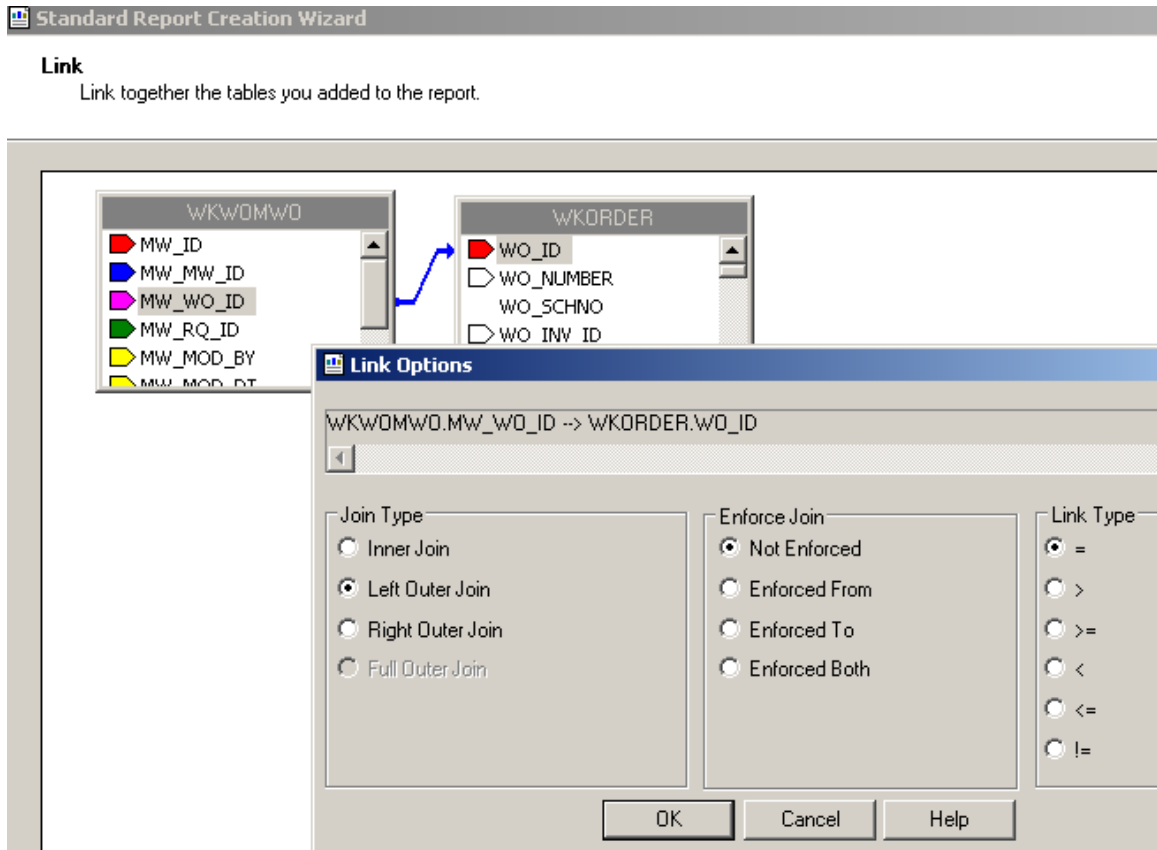 Standard Report Creation Wizard
Link
Link together the tables you added to the report.
WKWOMWO
MW_ID
MW_MW_ID
MW_WO_ID
MW_RQ_ID
MW_MOD_BY
MW_MOD_DT
WKORDER
WO_ID
WO_NUMBER
WO_SCHNO
WO_INV_ID
Link Options
WKWOMWO.MW_WO_ID --> WKORDER.WO_ID
Join Type
Inner Join
Left Outer Join
Right Outer Join
Full Outer Join
Enforce Join
Not Enforced
Enforced From
Enforced To
Enforced Both
Link Type
=
>
>=
<
<=
!=
OK
Cancel
Help